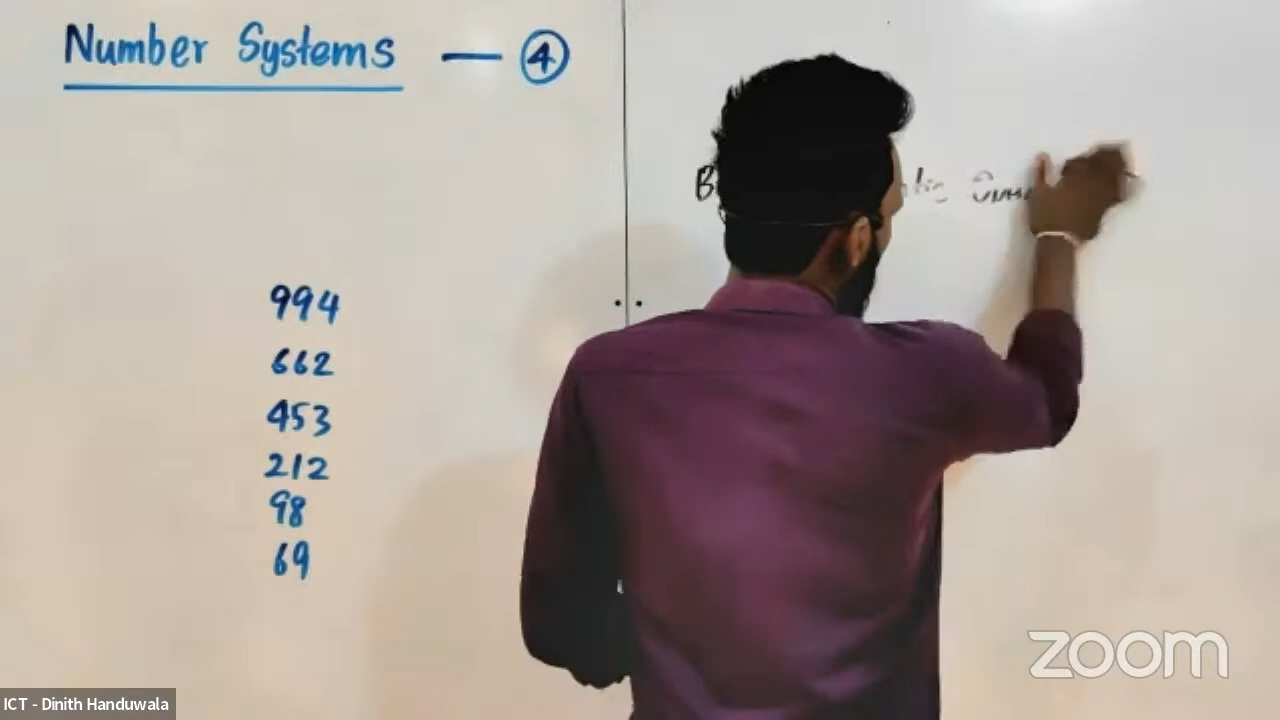 Number Systems — ④
994
662
453
212
98
69
zoom
ICT - Dinith Handuwala